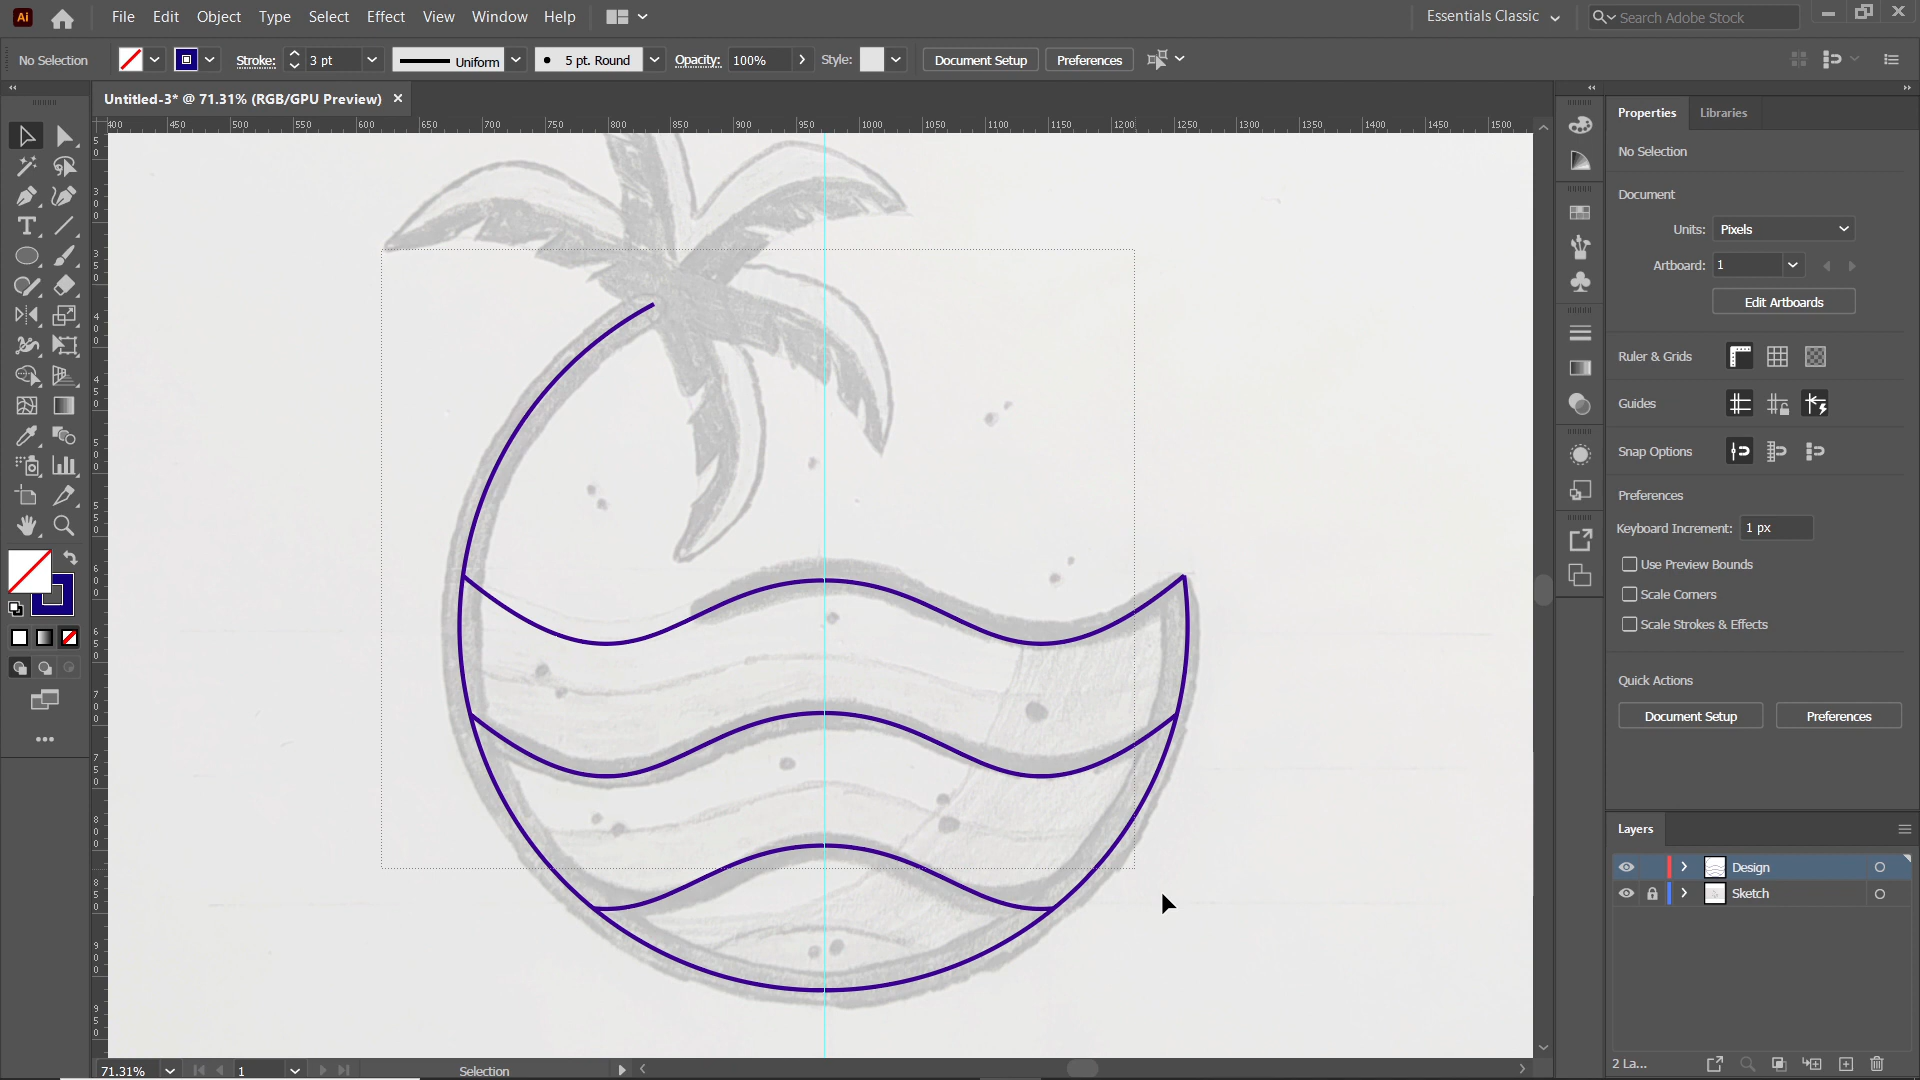 Ai File Edit Object Type Select Effect View Window Help Essentials Classic Search Adobe Stock
No Selection Stroke: 3 pt Uniform 5 pt. Round Opacity: 100% Style: Document Setup Preferences
Untitled-3* @ 71.31% (RGB/GPU Preview)
400 450 500 550 600 650 700 750 800 850 900 950 1000 1050 1100 1150 1200 1250 1300 1350 1400 1450 1500
Properties Libraries
No Selection
Document
Units: Pixels
Artboard: 1
Edit Artboards
Ruler & Grids
Guides
Snap Options
Preferences
Keyboard Increment: 1 px
Use Preview Bounds
Scale Corners
Scale Strokes & Effects
Quick Actions
Document Setup Preferences
Layers
Design
Sketch
2 La...
71.31% 1 Selection